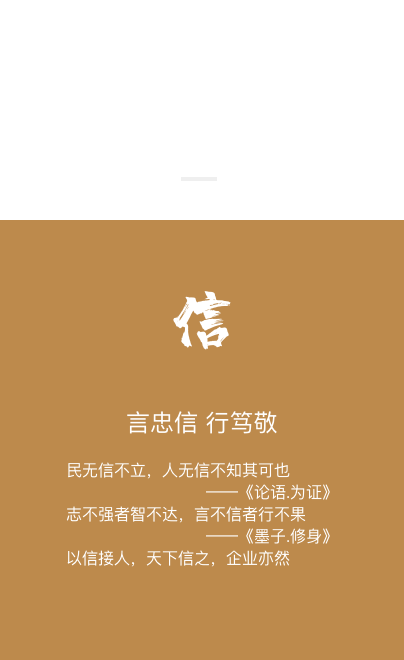 信
言忠信 行笃敬
民无信不立，人无信不知其可也
——《论语.为证》
志不强者智不达，言不信者行不果
——《墨子.修身》
以信接人，天下信之，企业亦然